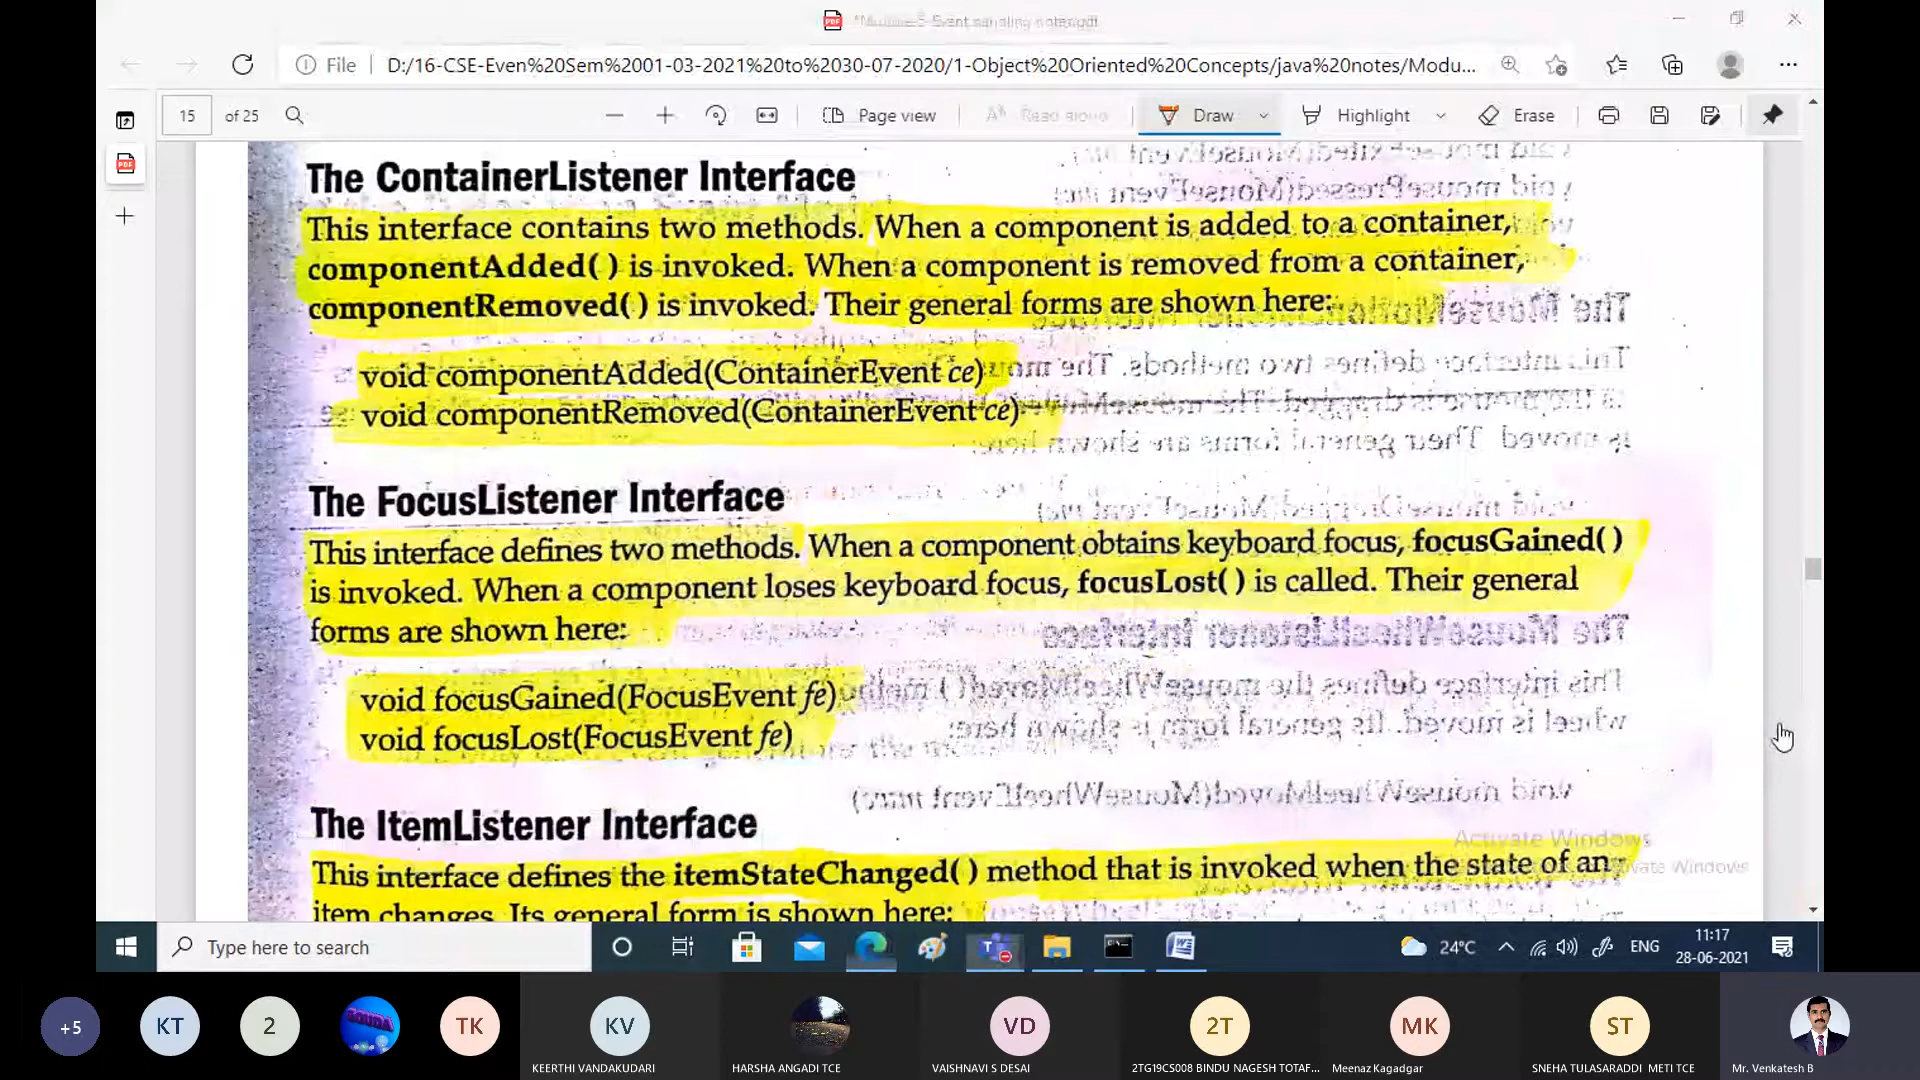 File
D:/16-CSE-Even%20Sem%2001-03-2021%20to%2030-07-2020/1-Object%20Oriented%20Concepts/java%20notes/Modu...
15 of 25
Page view
Read aloud
Draw
Highlight
Erase
The ContainerListener Interface
This interface contains two methods. When a component is added to a container,
componentAdded( ) is invoked. When a component is removed from a container,
componentRemoved( ) is invoked. Their general forms are shown here:
void componentAdded(ContainerEvent ce)
void componentRemoved(ContainerEvent ce)
The FocusListener Interface
This interface defines two methods. When a component obtains keyboard focus, focusGained( )
is invoked. When a component loses keyboard focus, focusLost( ) is called. Their general
forms are shown here:
void focusGained(FocusEvent fe)
void focusLost(FocusEvent fe)
The ItemListener Interface
This interface defines the itemStateChanged( ) method that is invoked when the state of an
item changes. Its general form is shown here:
Activate Windows
Type here to search
24°C
ENG
11:17
28-06-2021
+5
KT
2
GOUDA
TK
KV
VD
2T
MK
ST
KEERTHI VANDAKUDARI
HARSHA ANGADI TCE
VAISHNAVI S DESAI
2TG19CS008 BINDU NAGESH TOTAF...
Meenaz Kagadgar
SNEHA TULASARADDI METI TCE
Mr. Venkatesh B